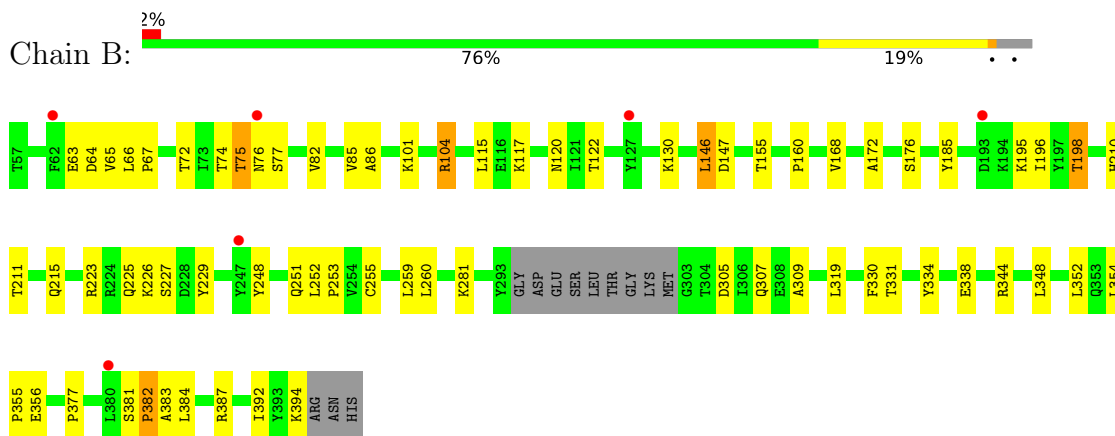 2%
Chain B:
76% 19% • •
T57 F62 E63 D64 V65 L66 P67 T72 I73 T74 T75 N76 S77 V82 V85 A86 K101 R104 L115 E116 K117 N120 I121 T122 Y127 K130 L146 D147 T155 P160 V168 A172 S176 Y185 D193 K194 K195 I196 Y197 T198 H210
T211 Q215 R223 R224 Q225 K226 S227 D228 Y229 Y247 Y248 Q251 L252 P253 V254 C255 L259 L260 K281 Y293 GLY ASP GLU SER LEU THR GLY LYS MET G303 T304 D305 I306 Q307 E308 A309 L319 F330 T331 Y334 E338 R344 L348 L352 Q353 L354
P355 E356 P377 L380 S381 P382 A383 L384 R387 I392 Y393 K394 ARG ASN HIS